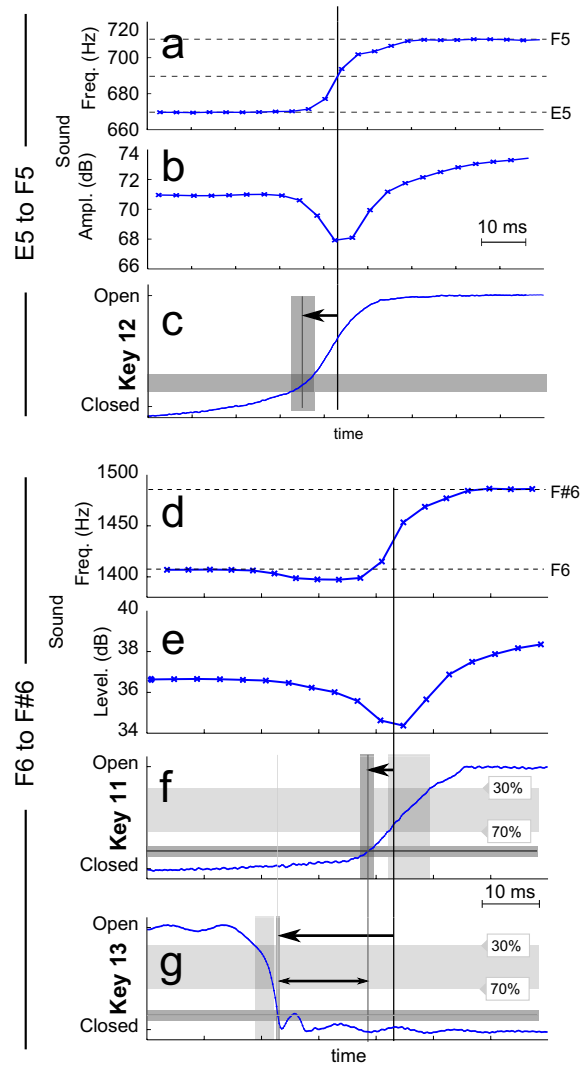 E5 to F5
Sound
a
Freq. (Hz)
720
700
680
660
F5
E5
b
Ampl. (dB)
74
72
70
68
66
10 ms
c
Key 12
Open
Closed
time
F6 to F#6
Sound
d
Freq. (Hz)
1500
1450
1400
F#6
F6
e
Level. (dB)
40
38
36
34
f
Key 11
Open
Closed
30%
70%
10 ms
g
Key 13
Open
Closed
30%
70%
time